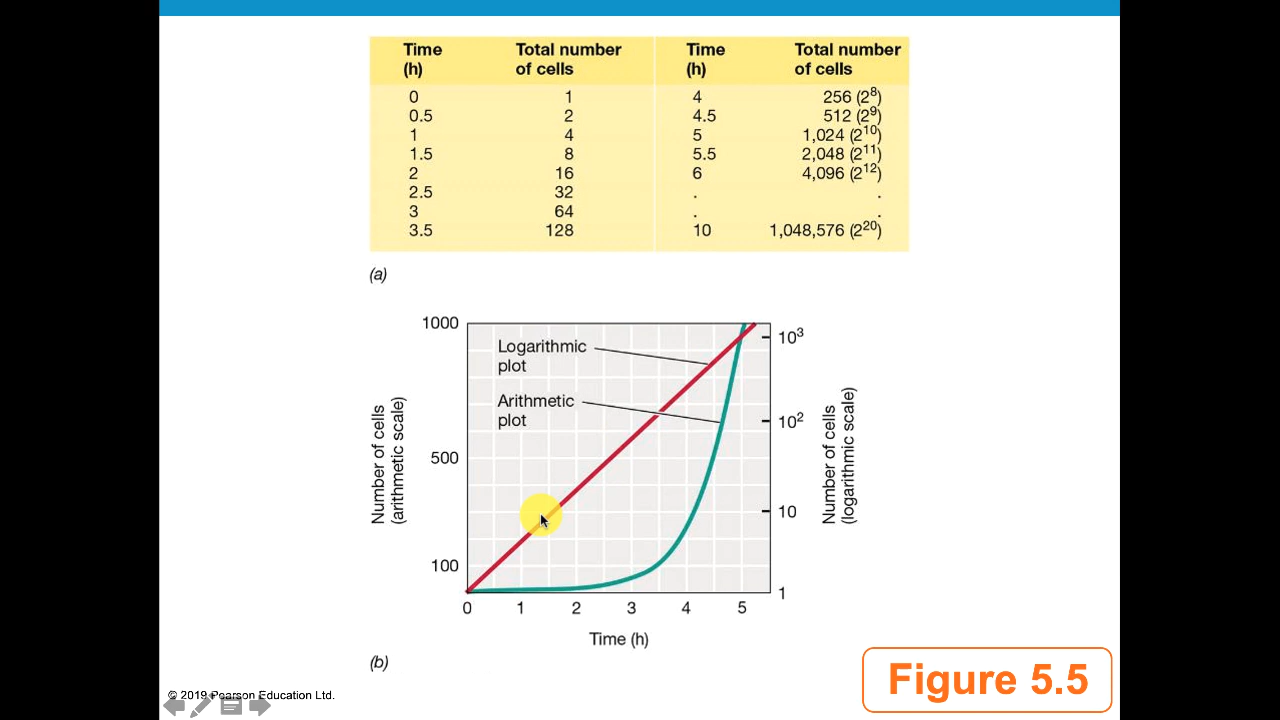 Time (h) Total number of cells Time (h) Total number of cells
0 1 4 256 (2⁸)
0.5 2 4.5 512 (2⁹)
1 4 5 1,024 (2¹⁰)
1.5 8 5.5 2,048 (2¹¹)
2 16 6 4,096 (2¹²)
2.5 32 . .
3 64 . .
3.5 128 10 1,048,576 (2²⁰)
(a)
Number of cells
(arithmetic scale)
1000
500
100
Logarithmic
plot
Arithmetic
plot
10³
10²
10
1
Number of cells
(logarithmic scale)
0 1 2 3 4 5
Time (h)
(b)
Figure 5.5
© 2019 Pearson Education Ltd.